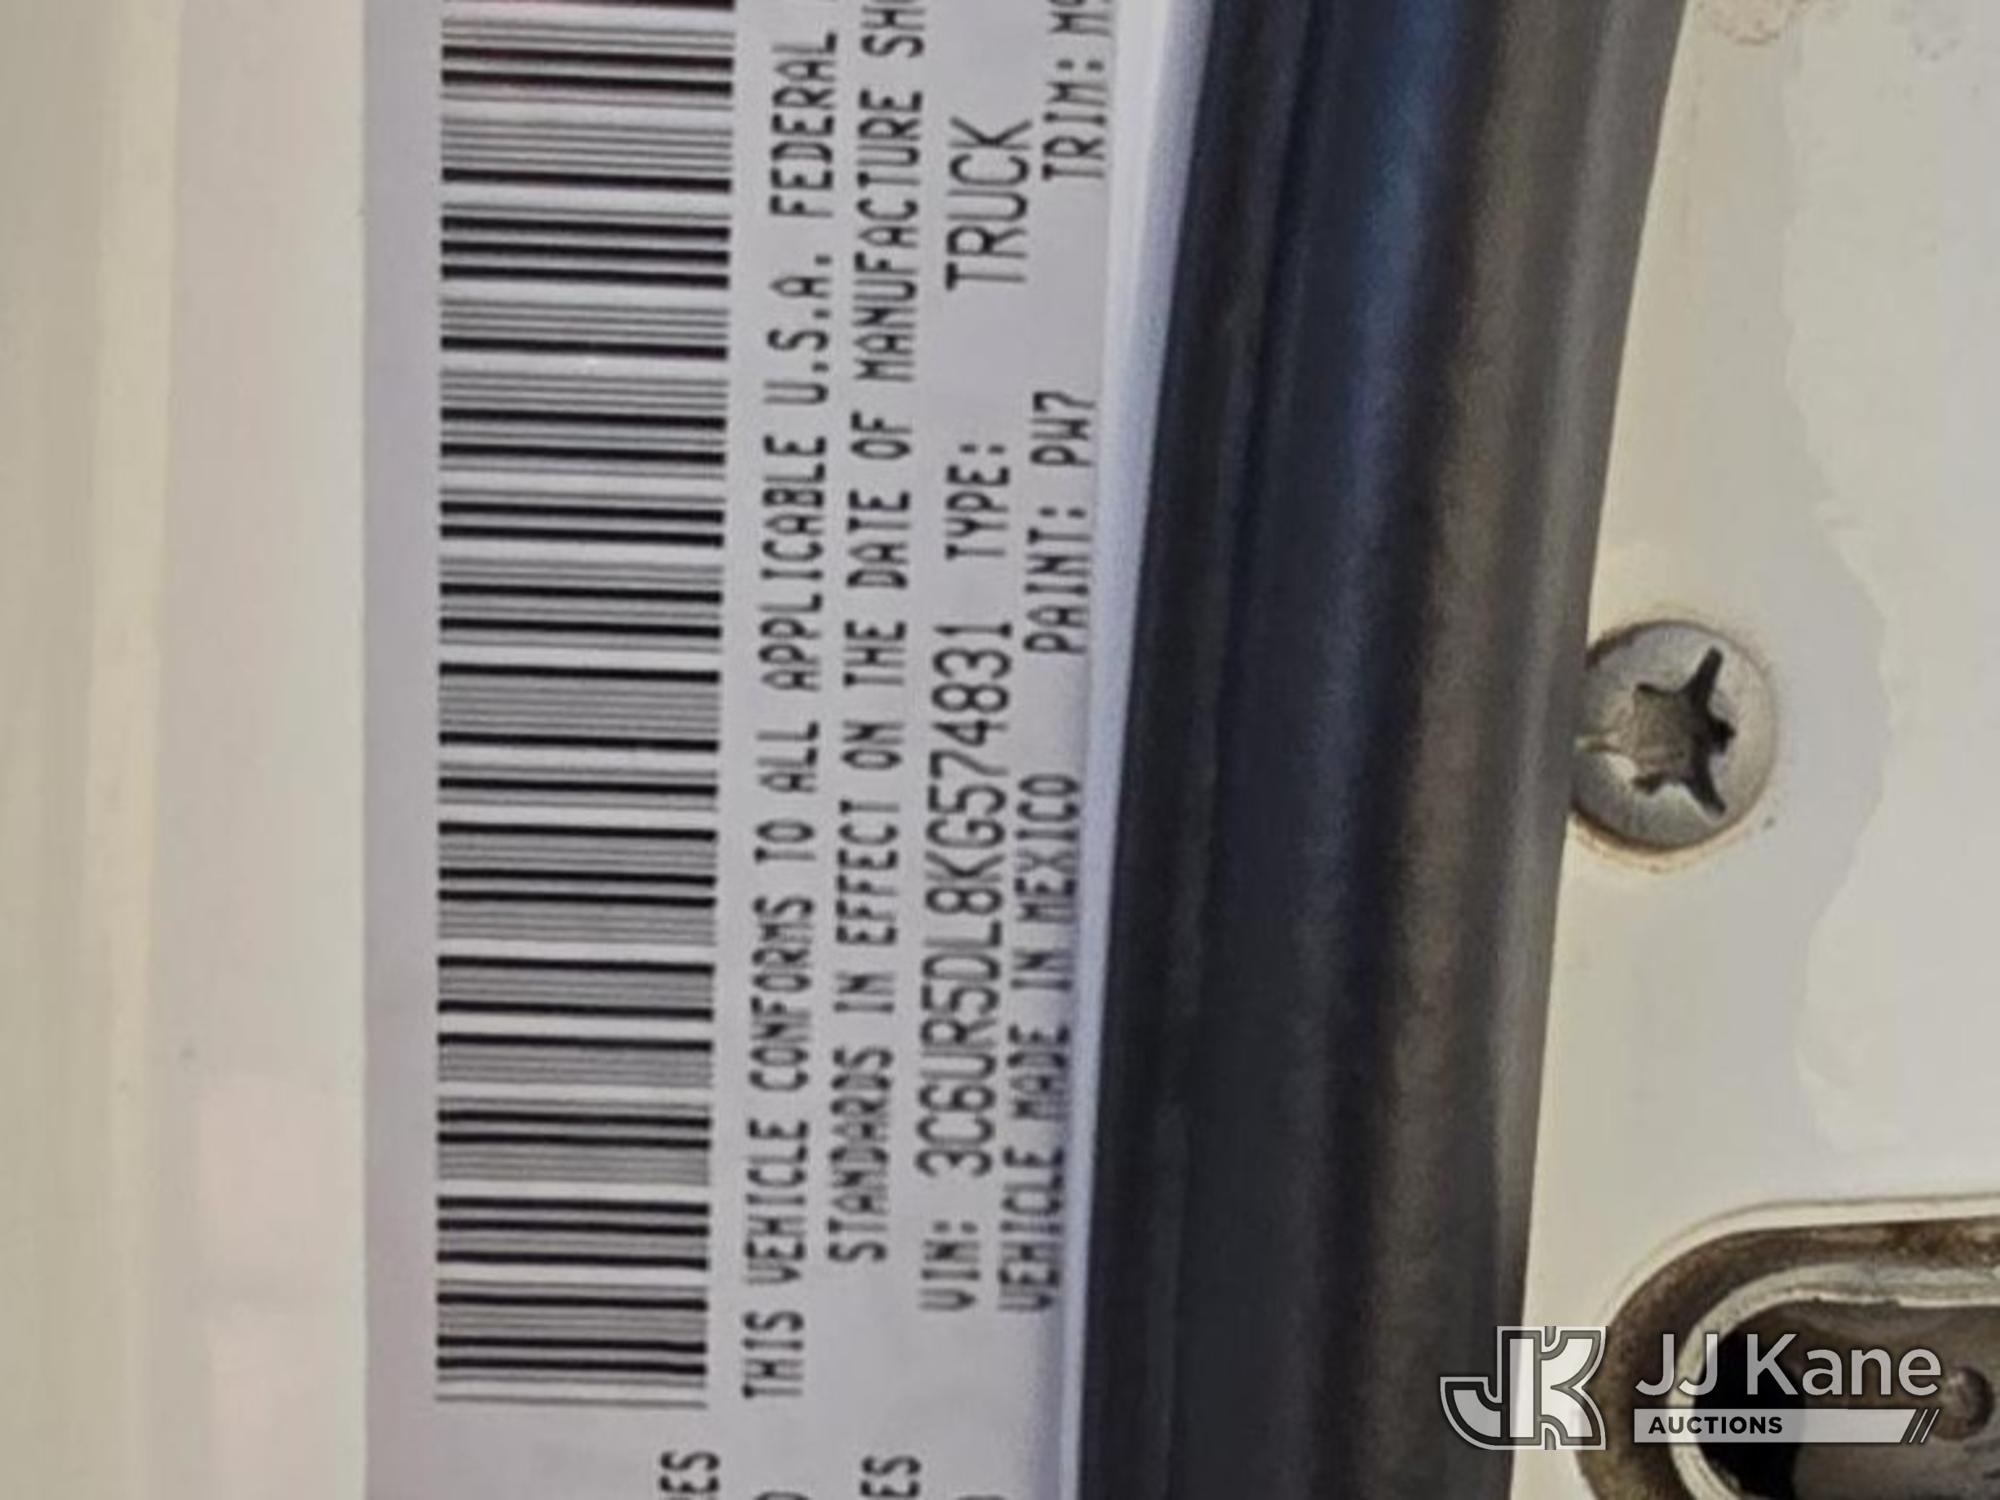 THIS VEHICLE CONFORMS TO ALL APPLICABLE U.S.A. FEDERAL
STANDARDS IN EFFECT ON THE DATE OF MANUFACTURE
VIN: 3C6UR5DL8KG574831 TYPE: TRUCK
VEHICLE MADE IN MEXICO PAINT: PW7 TRIM:
JJ Kane
AUCTIONS